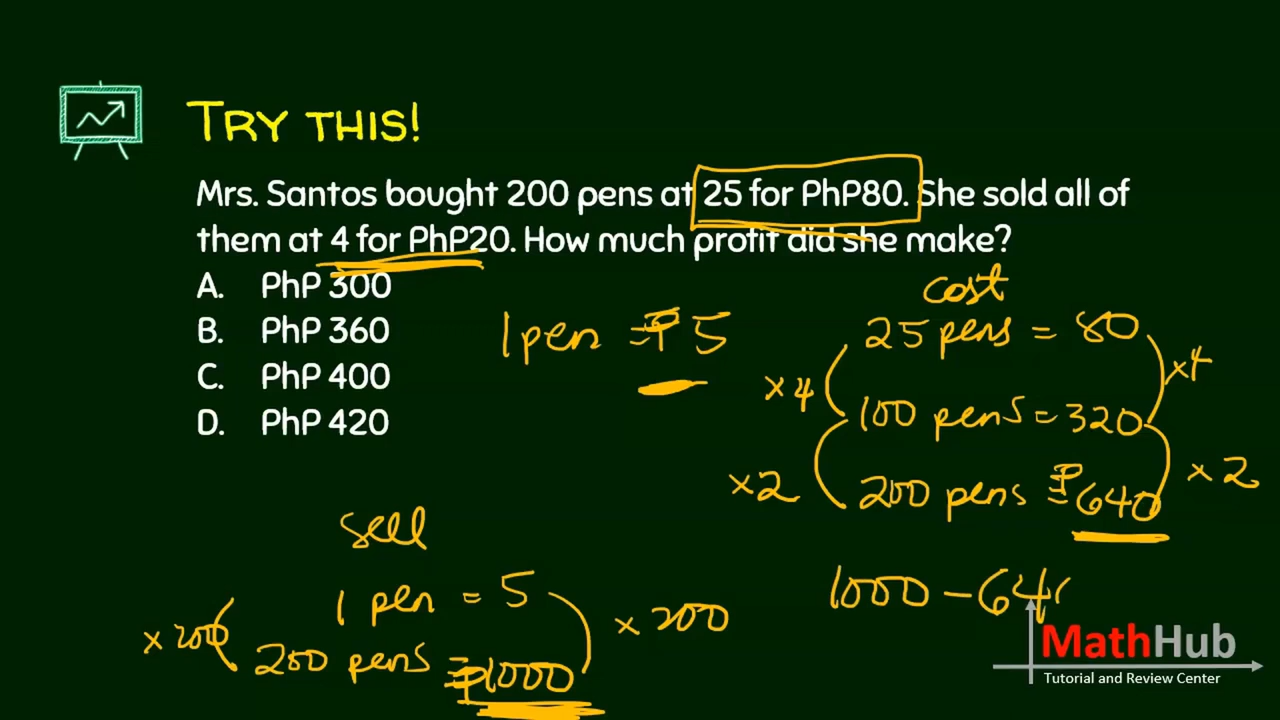 TRY THIS!
Mrs. Santos bought 200 pens at 25 for PhP80. She sold all of
them at 4 for PhP20. How much profit did she make?
A. PhP 300
B. PhP 360
C. PhP 400
D. PhP 420
1 pen = ₱5
cost
25 pens = 80
×4 ×4
100 pens = 320
×2 ×2
200 pens = ₱640
sell
1 pen = 5
×200 ×200
200 pens = ₱1000
1000 - 640
MathHub
Tutorial and Review Center